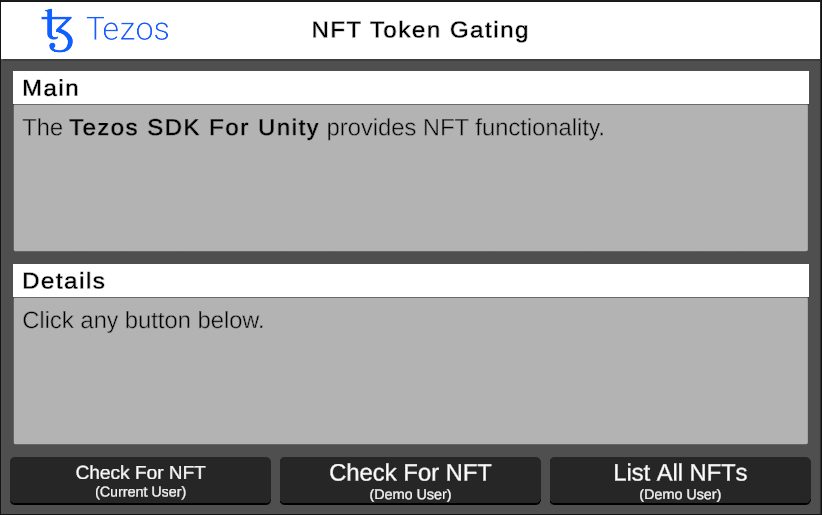 Tezos
NFT Token Gating
Main
The Tezos SDK For Unity provides NFT functionality.
Details
Click any button below.
Check For NFT
(Current User)
Check For NFT
(Demo User)
List All NFTs
(Demo User)